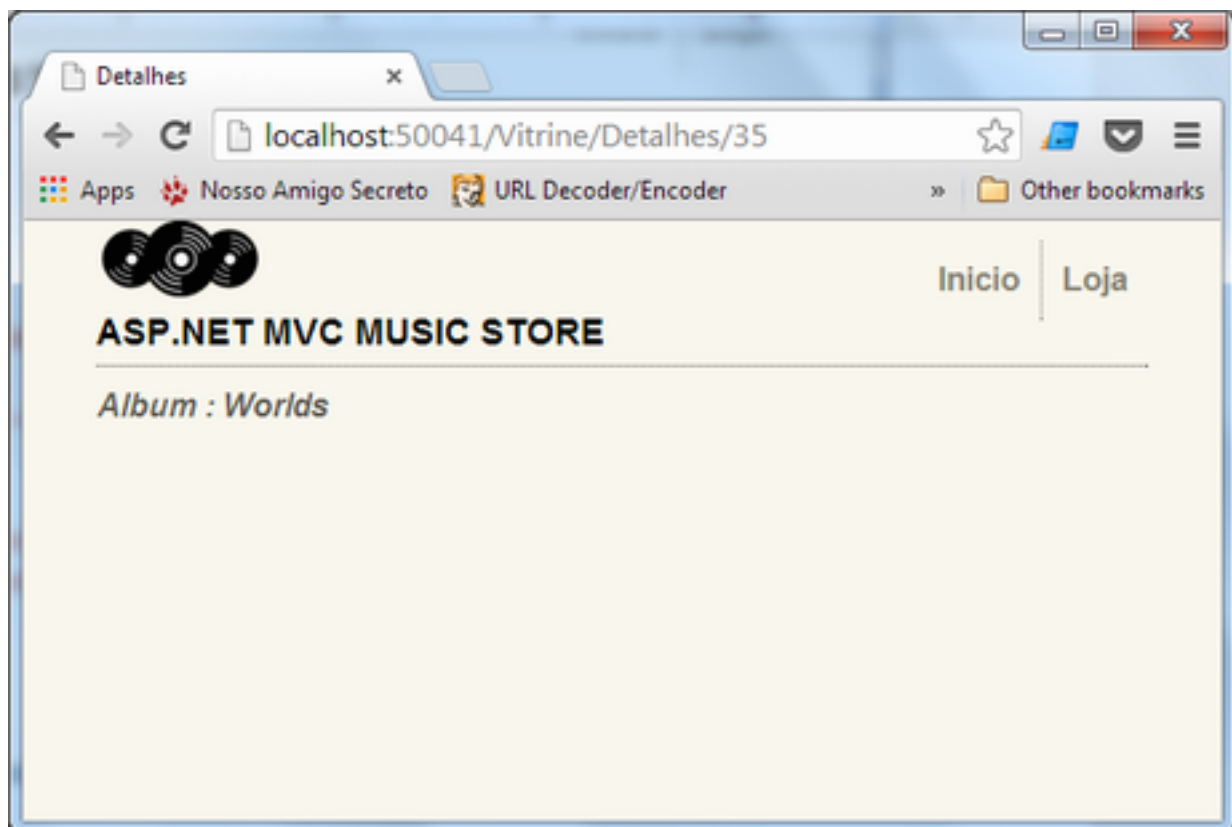 Detalhes
localhost:50041/Vitrine/Detalhes/35
Apps Nosso Amigo Secreto URL Decoder/Encoder » Other bookmarks
Inicio Loja
ASP.NET MVC MUSIC STORE
Album : Worlds